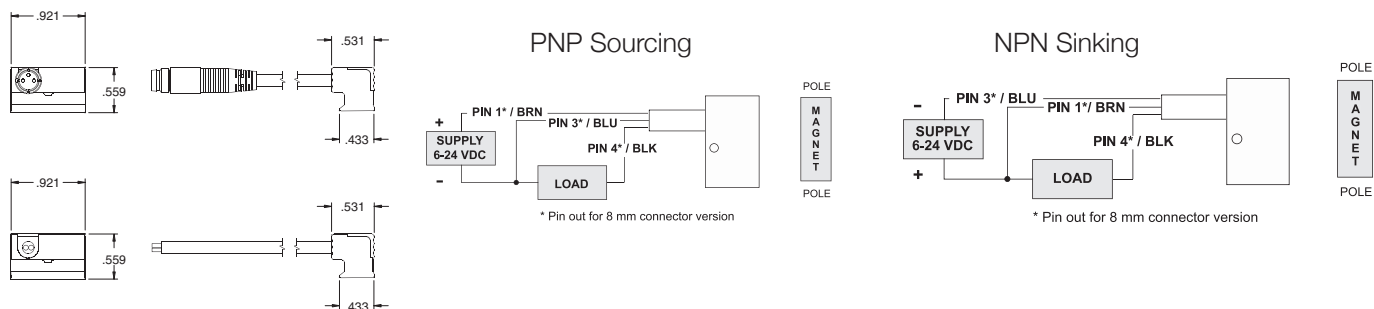 .921
.559
.531
.433
.921
.559
.531
.433
PNP Sourcing
+
PIN 1* / BRN
PIN 3* / BLU
SUPPLY
6-24 VDC
PIN 4* / BLK
-
LOAD
* Pin out for 8 mm connector version
POLE
MAGNET
POLE
NPN Sinking
-
PIN 3* / BLU
PIN 1* / BRN
SUPPLY
6-24 VDC
PIN 4* / BLK
+
LOAD
* Pin out for 8 mm connector version
POLE
MAGNET
POLE